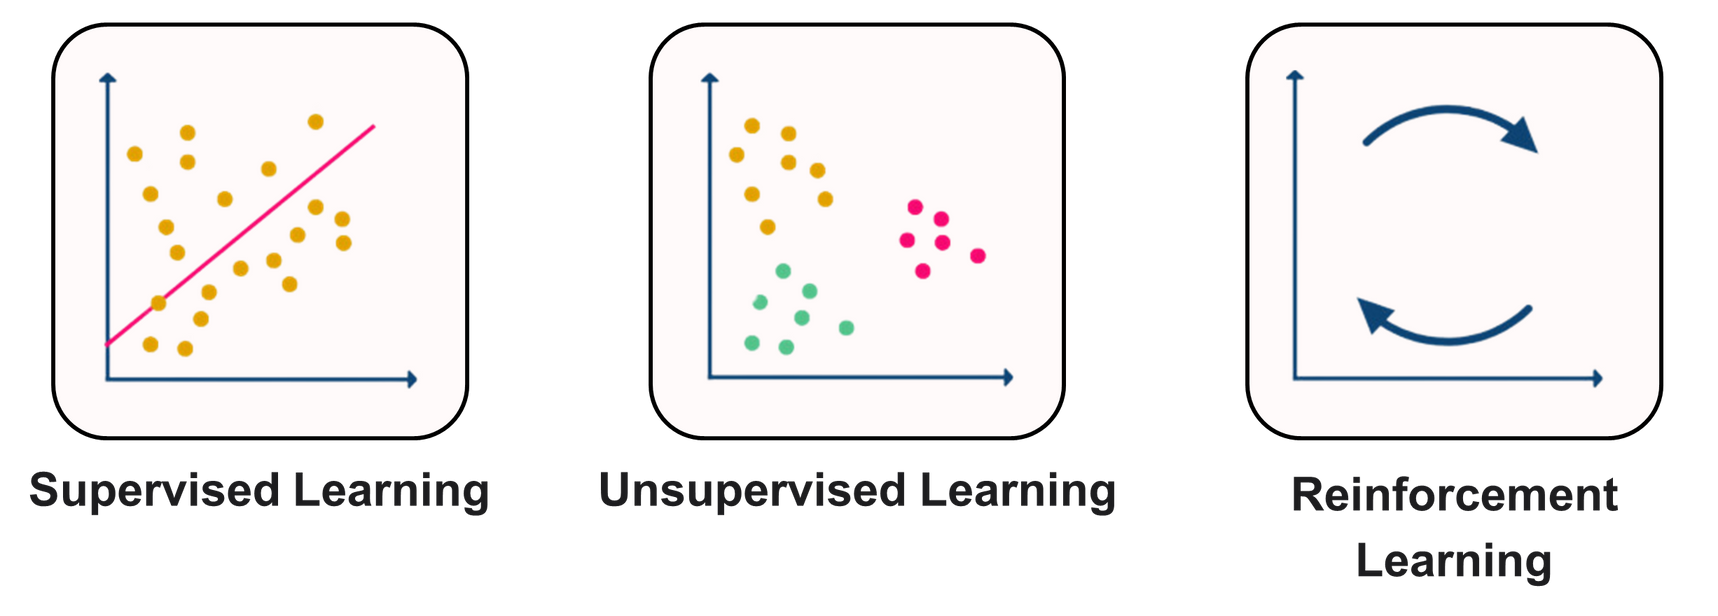 Supervised Learning
Unsupervised Learning
Reinforcement
Learning